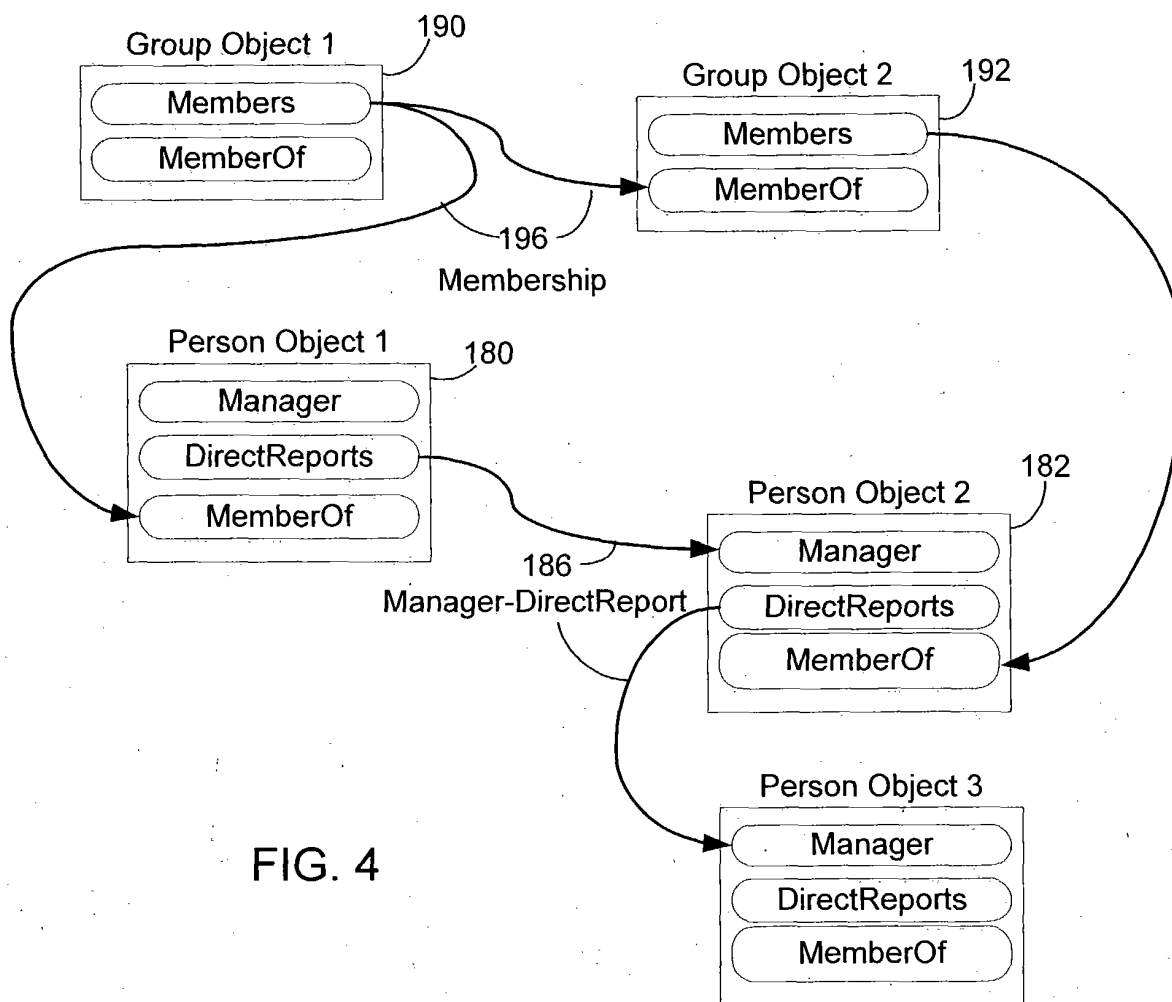 190
Group Object 1
Members
MemberOf
192
Group Object 2
Members
MemberOf
196
Membership
Person Object 1
180
Manager
DirectReports
MemberOf
182
Person Object 2
Manager
DirectReports
MemberOf
186
Manager-DirectReport
Person Object 3
Manager
DirectReports
MemberOf
FIG. 4